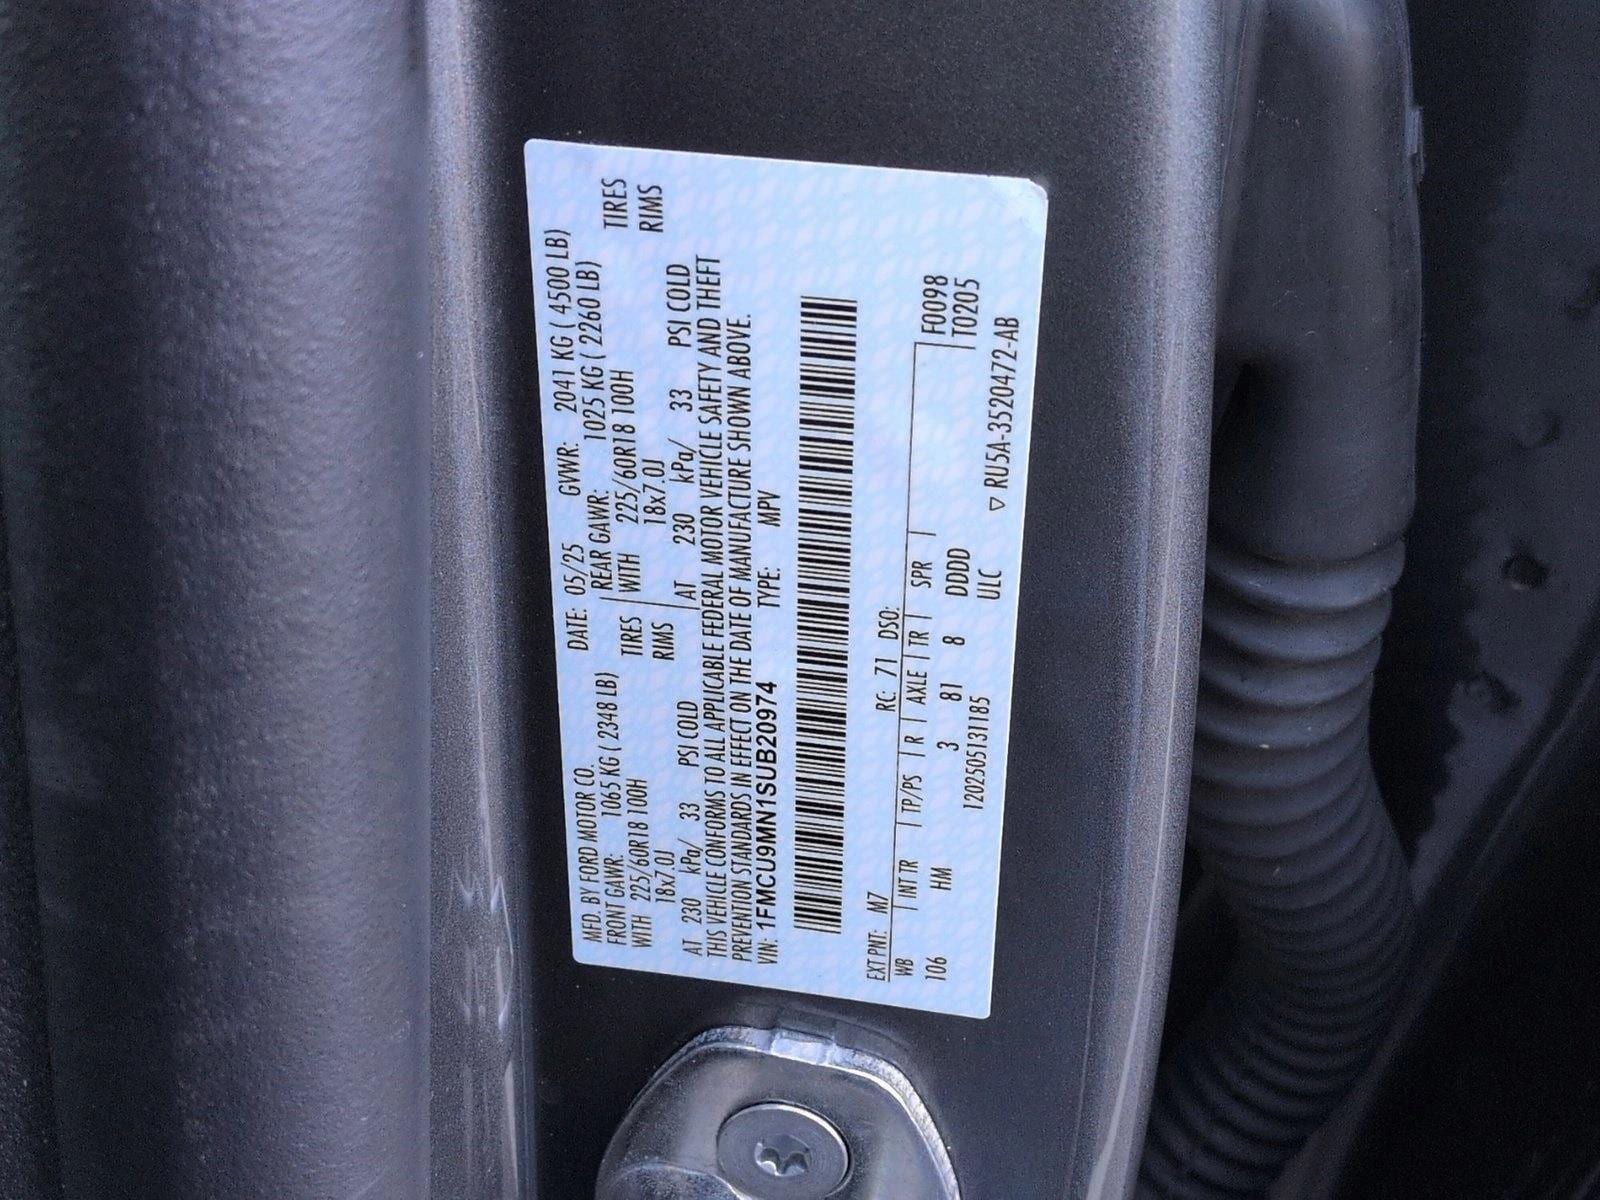 MFD. BY FORD MOTOR CO. DATE: 05/25 GVWR: 2041 KG ( 4500 LB)
FRONT GAWR: 1065 KG ( 2348 LB) REAR GAWR: 1025 KG ( 2260 LB)
WITH 225/60R18 100H TIRES WITH 225/60R18 100H TIRES
18x7.0J RIMS 18x7.0J RIMS
AT 230 kPa/ 33 PSI COLD AT 230 kPa/ 33 PSI COLD
THIS VEHICLE CONFORMS TO ALL APPLICABLE FEDERAL MOTOR VEHICLE SAFETY AND THEFT
PREVENTION STANDARDS IN EFFECT ON THE DATE OF MANUFACTURE SHOWN ABOVE.
VIN: 1FMCU9MN1SUB20974 TYPE: MPV
EXT PNT: M7 RC: 71 DSO:
WB | INT TR | TP/PS | R | AXLE | TR | SPR | F0098
106 HM 3 81 8 DDDD T0205
1202505131185 ULC
▽ RU5A-3520472-AB